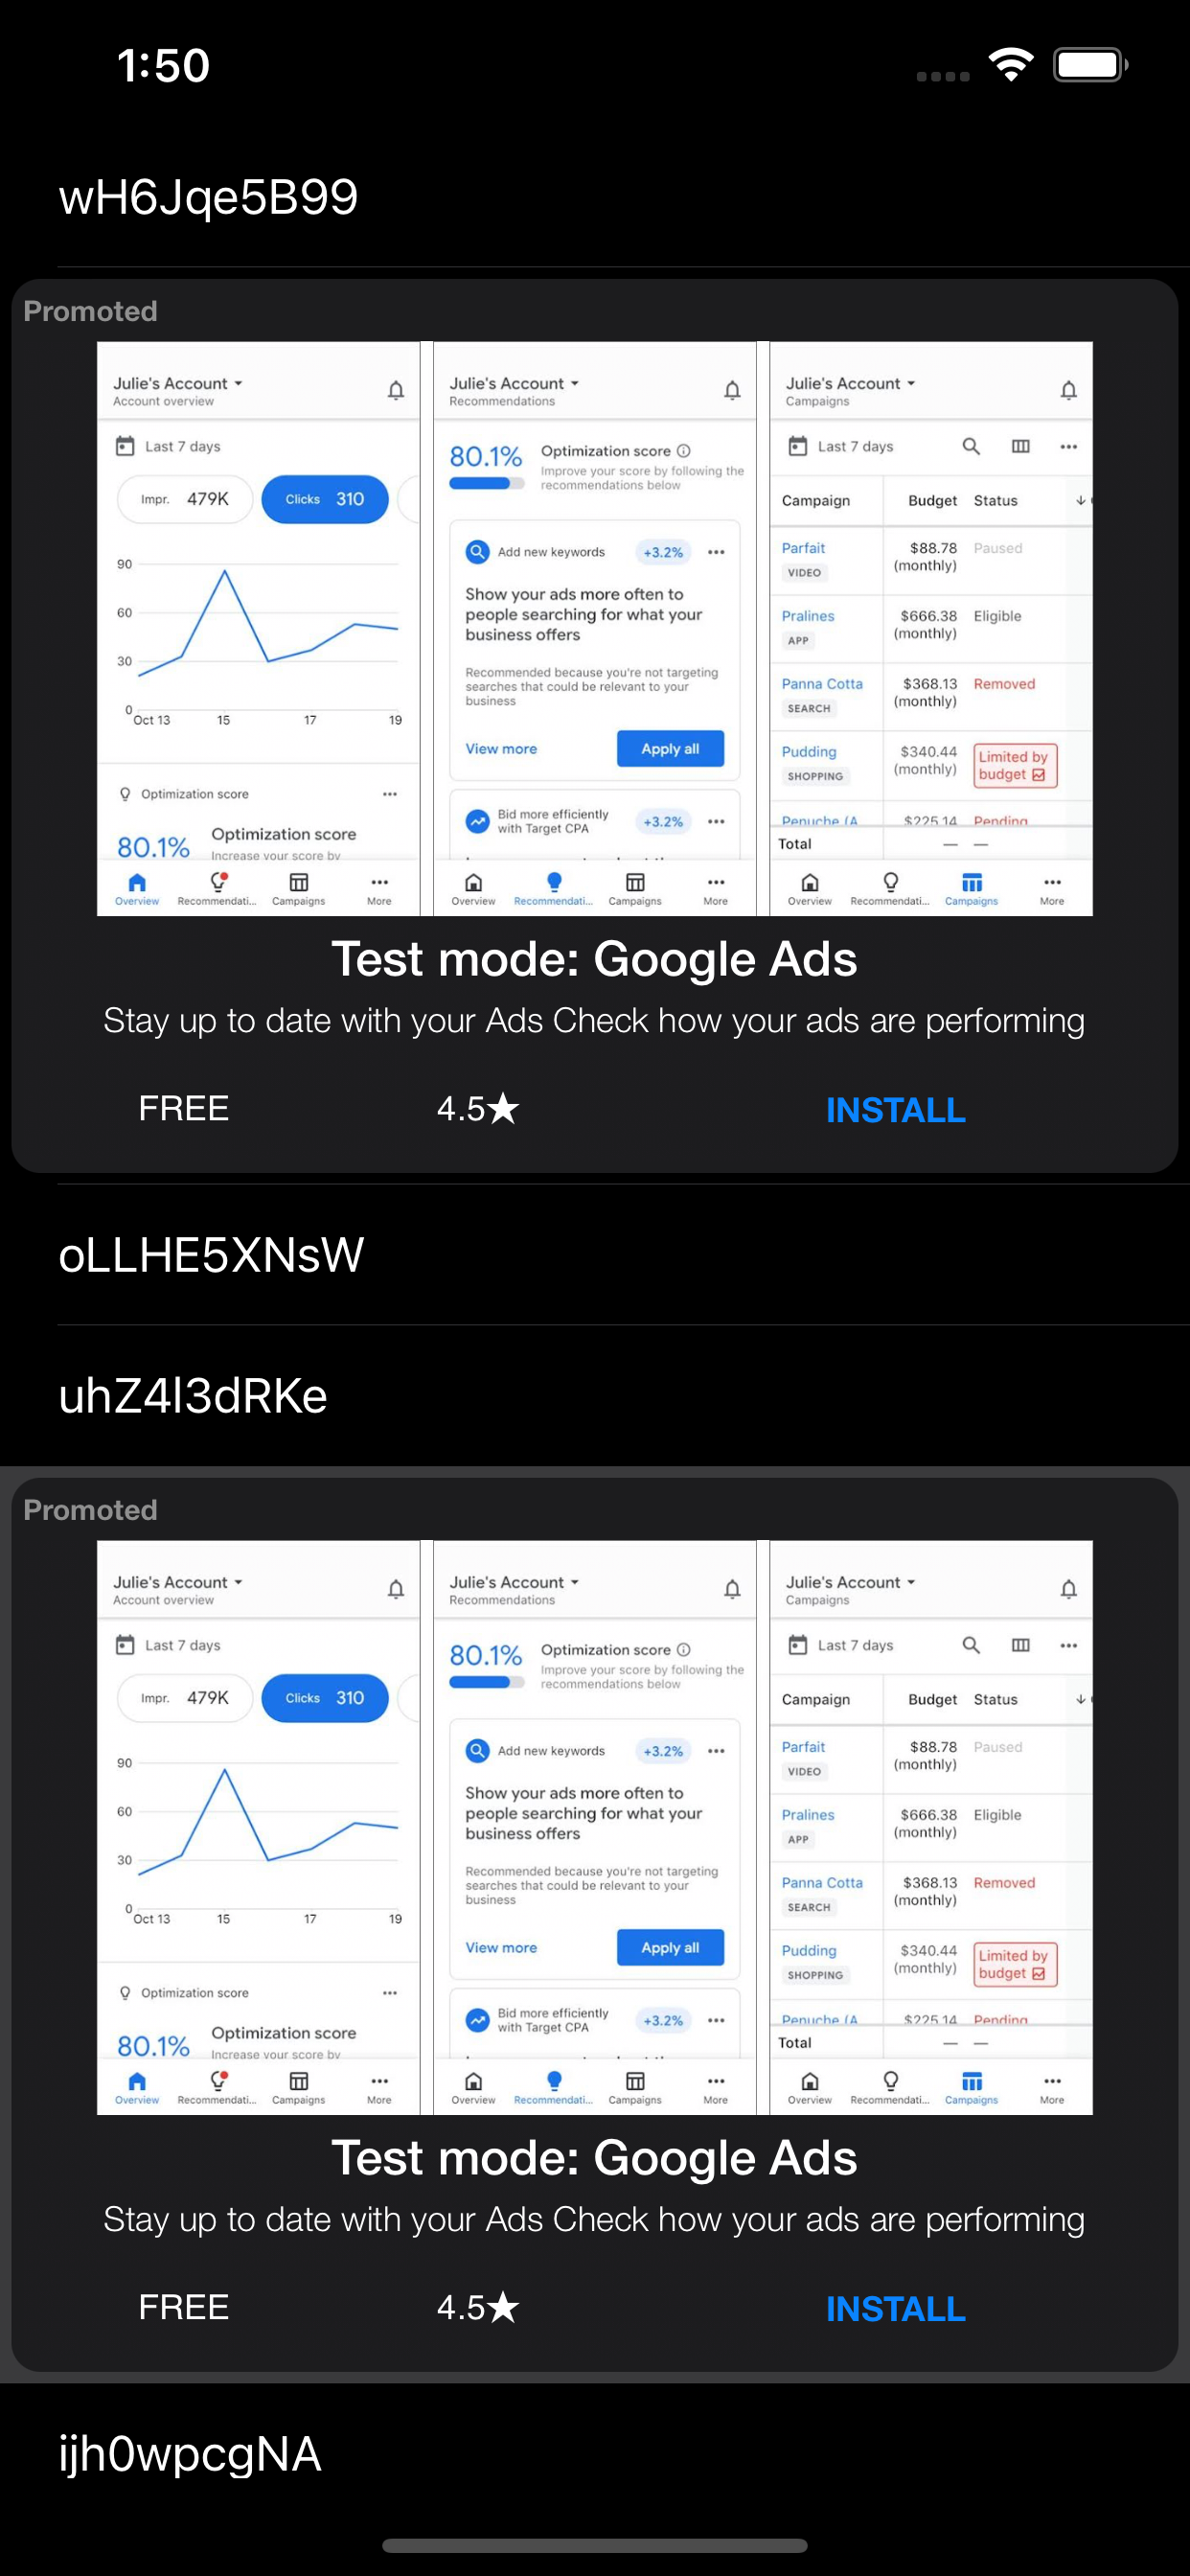 1:50
wH6Jqe5B99
Promoted
Julie's Account
Account overview
Last 7 days
Impr. 479K
Clicks 310
90
60
30
0
Oct 13 15 17 19
Optimization score
80.1% Optimization score
Increase your score by
Overview Recommendati... Campaigns More
Julie's Account
Recommendations
80.1% Optimization score
Improve your score by following the
recommendations below
Add new keywords +3.2%
Show your ads more often to
people searching for what your
business offers
Recommended because you're not targeting
searches that could be relevant to your
business
View more Apply all
Bid more efficiently
with Target CPA
+3.2%
Overview Recommendati... Campaigns More
Julie's Account
Campaigns
Last 7 days
Campaign Budget Status
Parfait $88.78 Paused
VIDEO (monthly)
Pralines $666.38 Eligible
APP (monthly)
Panna Cotta $368.13 Removed
SEARCH (monthly)
Pudding $340.44 Limited by
SHOPPING (monthly) budget
Penuche (A $225.14 Pending
Total — —
Overview Recommendati... Campaigns More
Test mode: Google Ads
Stay up to date with your Ads Check how your ads are performing
FREE 4.5★ INSTALL
oLLHE5XNsW
uhZ4l3dRKe
Promoted
Julie's Account
Account overview
Last 7 days
Impr. 479K
Clicks 310
90
60
30
0
Oct 13 15 17 19
Optimization score
80.1% Optimization score
Increase your score by
Overview Recommendati... Campaigns More
Julie's Account
Recommendations
80.1% Optimization score
Improve your score by following the
recommendations below
Add new keywords +3.2%
Show your ads more often to
people searching for what your
business offers
Recommended because you're not targeting
searches that could be relevant to your
business
View more Apply all
Bid more efficiently
with Target CPA
+3.2%
Overview Recommendati... Campaigns More
Julie's Account
Campaigns
Last 7 days
Campaign Budget Status
Parfait $88.78 Paused
VIDEO (monthly)
Pralines $666.38 Eligible
APP (monthly)
Panna Cotta $368.13 Removed
SEARCH (monthly)
Pudding $340.44 Limited by
SHOPPING (monthly) budget
Penuche (A $225.14 Pending
Total — —
Overview Recommendati... Campaigns More
Test mode: Google Ads
Stay up to date with your Ads Check how your ads are performing
FREE 4.5★ INSTALL
ijh0wpcgNA